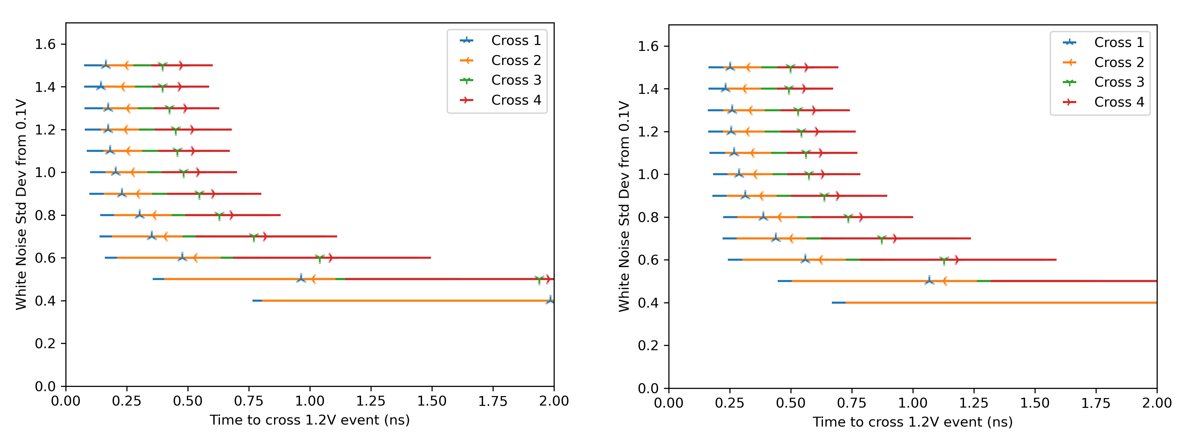 White Noise Std Dev from 0.1V
1.6
1.4
1.2
1.0
0.8
0.6
0.4
0.2
0.0
Cross 1
Cross 2
Cross 3
Cross 4
0.00 0.25 0.50 0.75 1.00 1.25 1.50 1.75 2.00
Time to cross 1.2V event (ns)
White Noise Std Dev from 0.1V
1.6
1.4
1.2
1.0
0.8
0.6
0.4
0.2
0.0
Cross 1
Cross 2
Cross 3
Cross 4
0.00 0.25 0.50 0.75 1.00 1.25 1.50 1.75 2.00
Time to cross 1.2V event (ns)